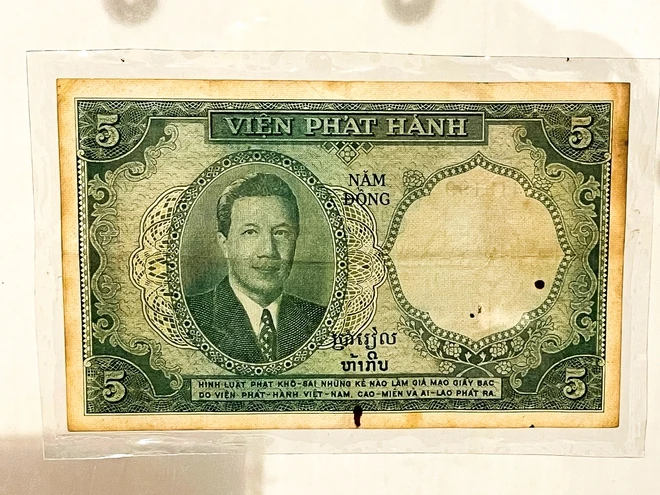 5 VIỆN PHÁT HÀNH 5
NĂM
ĐỒNG
ប្រាំរៀល
ຫ້າກີບ
5 5
HÌNH LUẬT PHẠT KHỔ-SAI NHỮNG KẺ NÀO LÀM GIẢ MẠO GIẤY BẠC
DO VIỆN PHÁT-HÀNH VIỆT-NAM, CAO-MIÊN VÀ AI-LAO PHÁT RA.